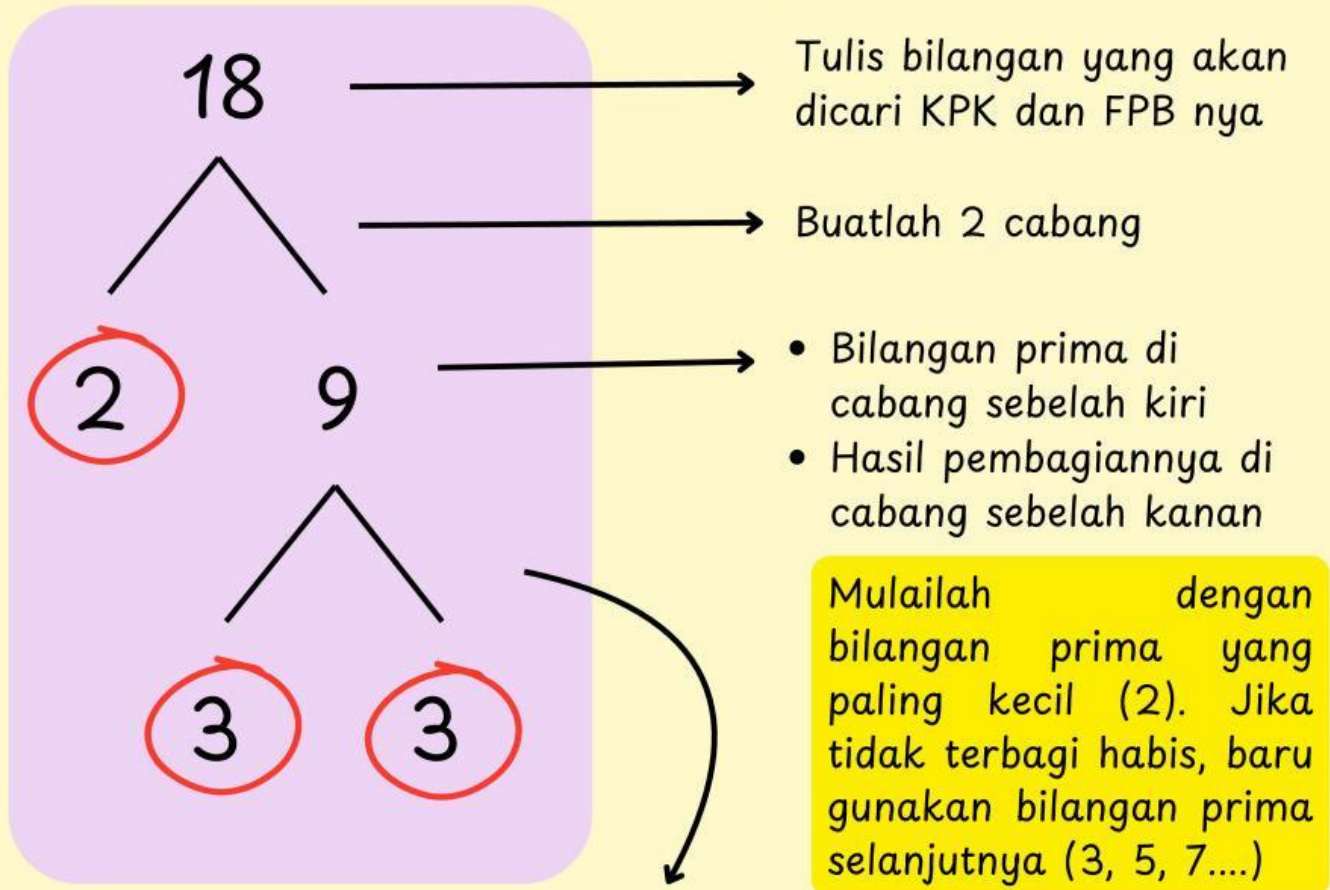 18
Tulis bilangan yang akan
dicari KPK dan FPB nya
Buatlah 2 cabang
2
9
• Bilangan prima di
cabang sebelah kiri
• Hasil pembagiannya di
cabang sebelah kanan
3
3
Mulailah dengan
bilangan prima yang
paling kecil (2). Jika
tidak terbagi habis, baru
gunakan bilangan prima
selanjutnya (3, 5, 7....)